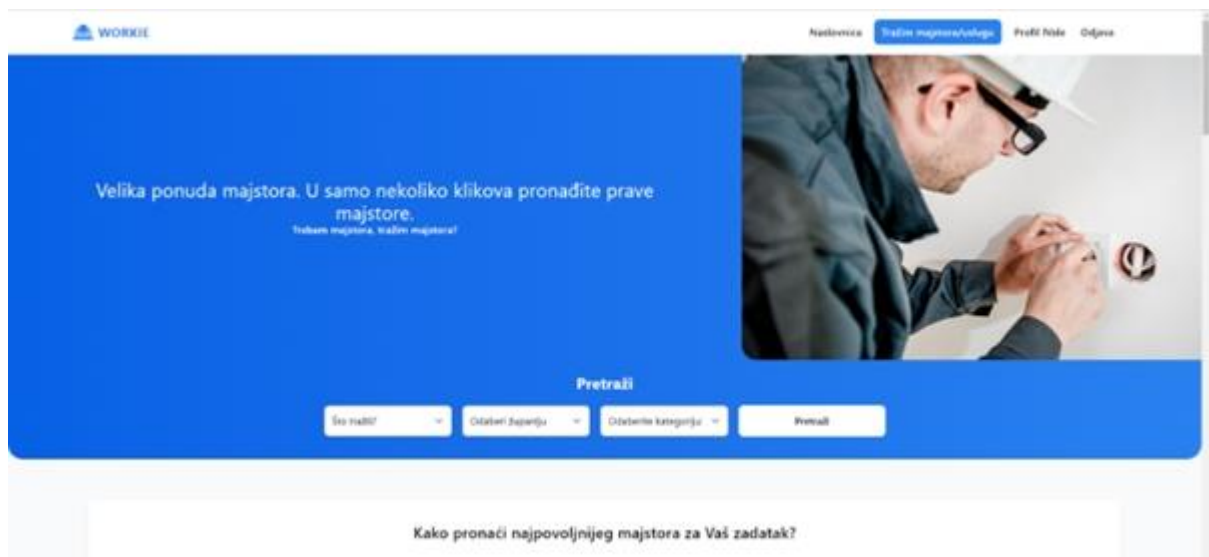 WORKIE
Naslovnica
Tražim majstora/uslugu
Profil
Odjava
Velika ponuda majstora. U samo nekoliko klikova pronađite prave
majstore.
Trebam majstora, tražim majstora!
Pretraži
Što tražiš?
Odaberi županiju
Odaberite kategoriju
Pretraži
Kako pronaći najpovoljnijeg majstora za Vaš zadatak?